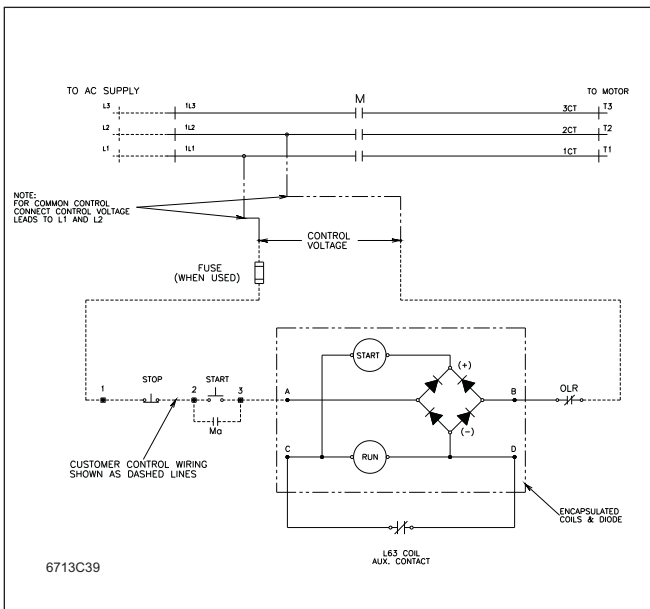 TO AC SUPPLY
M
TO MOTOR
L3
1L3
3CT
T3
L2
1L2
2CT
T2
L1
1L1
1CT
T1
NOTE:
FOR COMMON CONTROL
CONNECT CONTROL VOLTAGE
LEADS TO L1 AND L2
CONTROL
VOLTAGE
FUSE
(WHEN USED)
START
(+)
1
STOP
2
START
3
A
B
OLR
Ma
(-)
C
RUN
D
CUSTOMER CONTROL WIRING
SHOWN AS DASHED LINES
ENCAPSULATED
COILS & DIODE
L63 COIL
AUX. CONTACT
6713C39